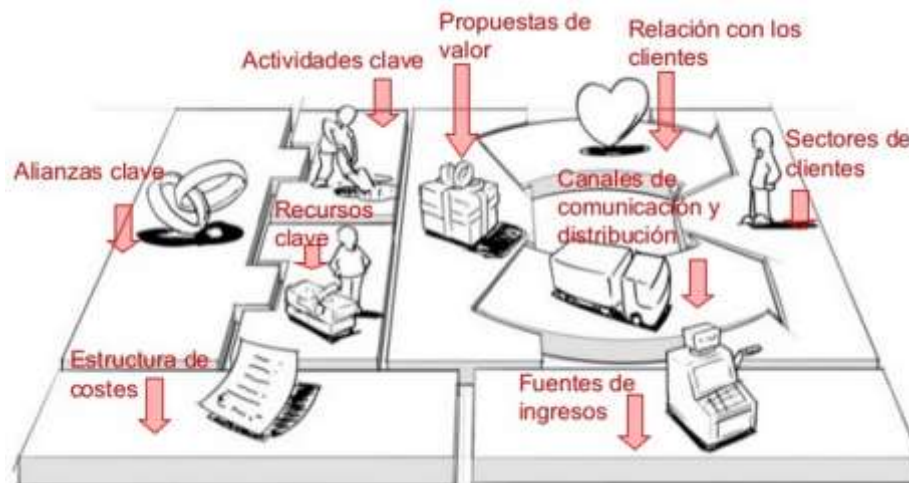 Propuestas de
valor
Relación con los
clientes
Actividades clave
Sectores de
clientes
Alianzas clave
Canales de
comunicación y
distribución
Recursos
clave
Estructura de
costes
Fuentes de
ingresos